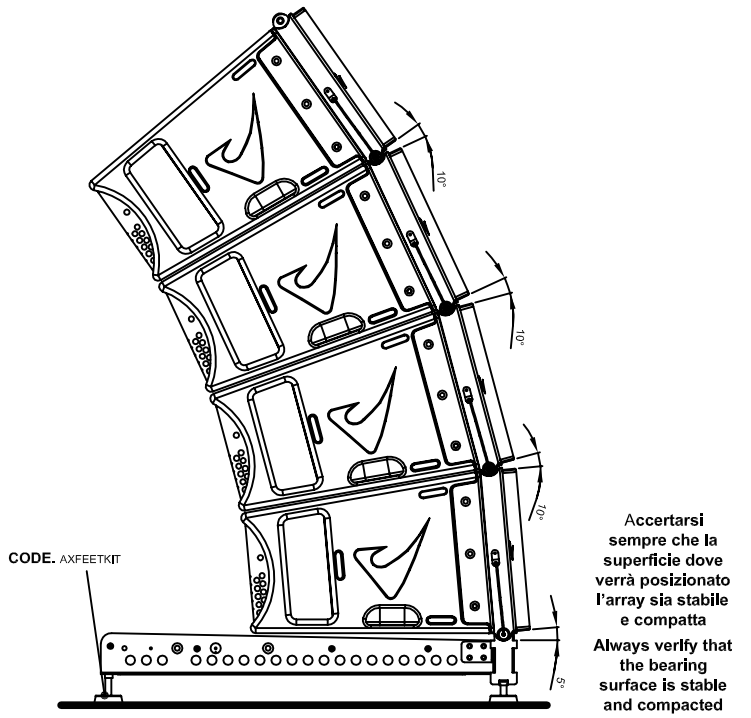 10°
10°
10°
CODE. AXFEETKIT
5°
Accertarsi
sempre che la
superficie dove
verrà posizionato
l'array sia stabile
e compatta
Always verify that
the bearing
surface is stable
and compacted